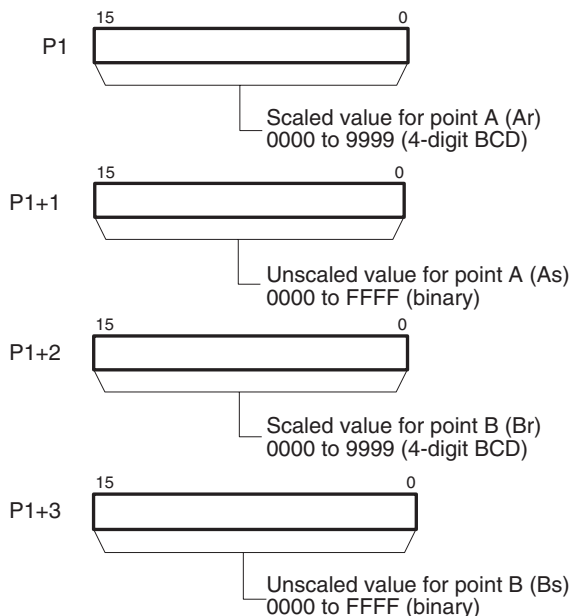 15 0
P1
Scaled value for point A (Ar)
0000 to 9999 (4-digit BCD)
15 0
P1+1
Unscaled value for point A (As)
0000 to FFFF (binary)
15 0
P1+2
Scaled value for point B (Br)
0000 to 9999 (4-digit BCD)
15 0
P1+3
Unscaled value for point B (Bs)
0000 to FFFF (binary)